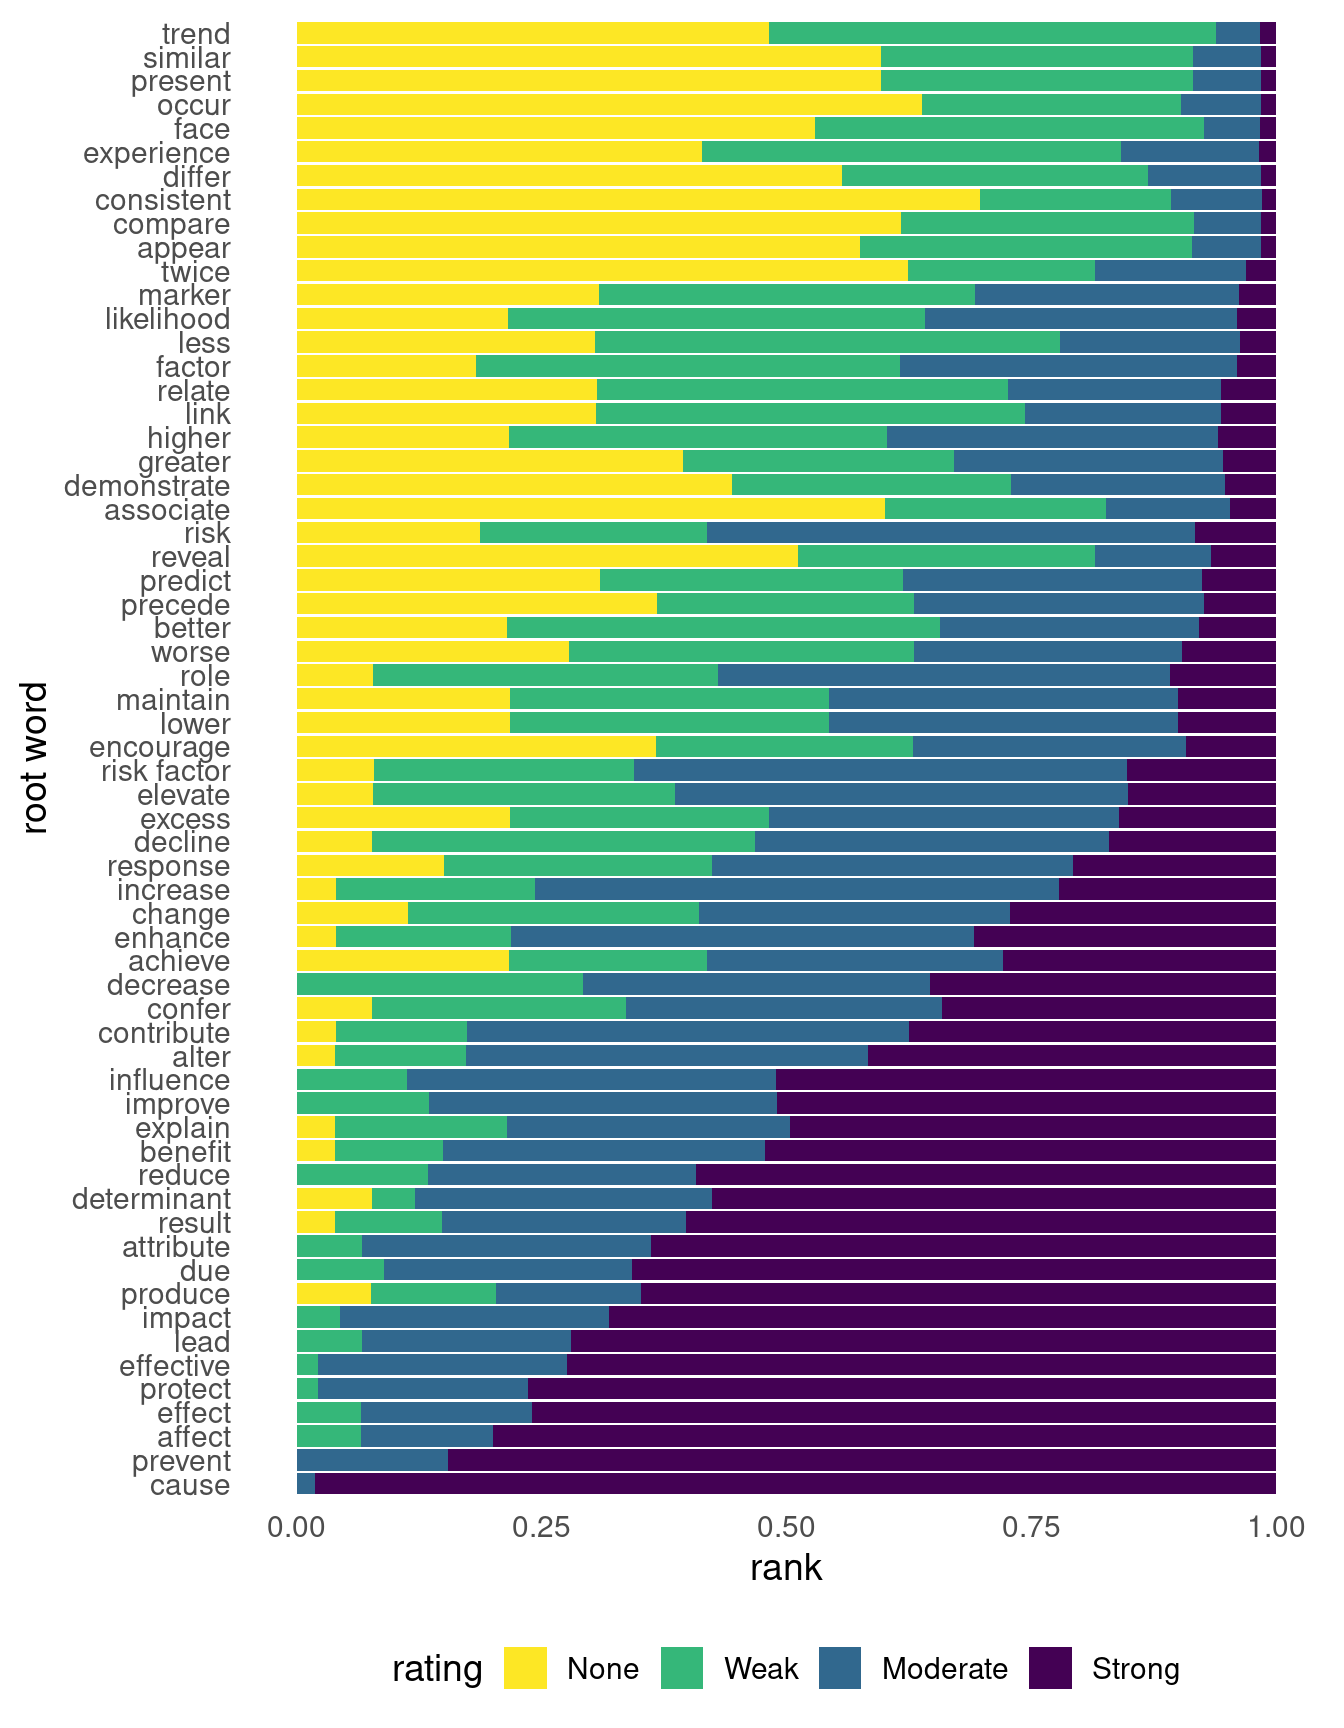 trend
similar
present
occur
face
experience
differ
consistent
compare
appear
twice
marker
likelihood
less
factor
relate
link
higher
greater
demonstrate
associate
risk
reveal
predict
precede
better
worse
role
maintain
lower
encourage
risk factor
elevate
excess
decline
response
increase
change
enhance
achieve
decrease
confer
contribute
alter
influence
improve
explain
benefit
reduce
determinant
result
attribute
due
produce
impact
lead
effective
protect
effect
affect
prevent
cause
root word
0.00 0.25 0.50 0.75 1.00
rank
rating None Weak Moderate Strong